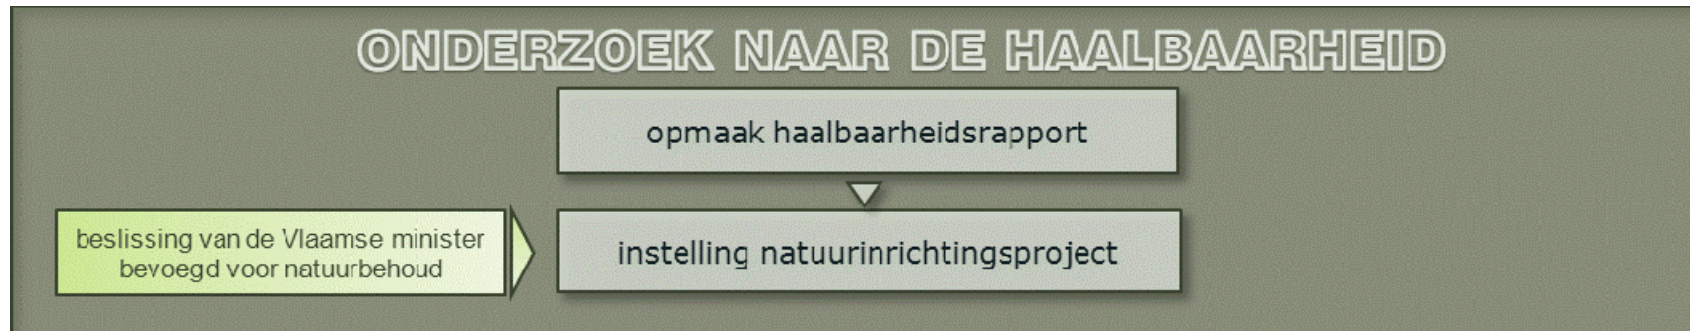 ONDERZOEK NAAR DE HAALBAARHEID
opmaak haalbaarheidsrapport
beslissing van de Vlaamse minister
bevoegd voor natuurbehoud
instelling natuurinrichtingsproject